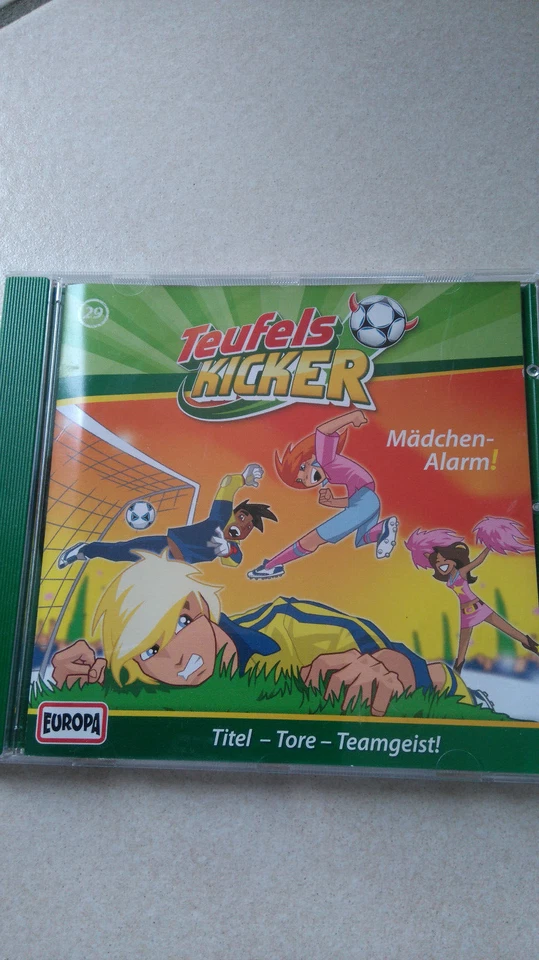 29
Teufels
KICKER
Mädchen-
Alarm!
EUROPA
Titel – Tore – Teamgeist!